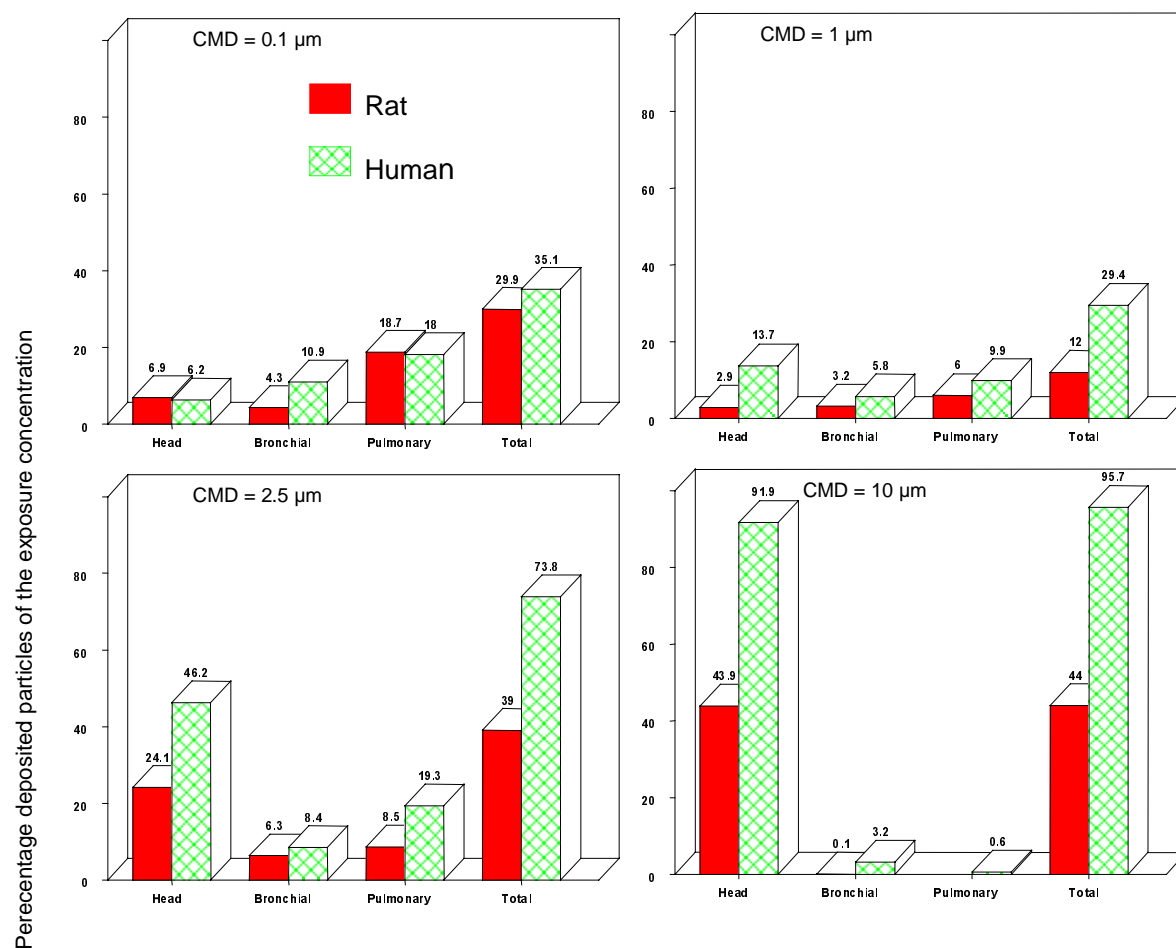 CMD = 0.1 µm
Rat
Human
80
60
40
20
0
6.9
6.2
4.3
10.9
18.7
18
29.9
35.1
Head
Bronchial
Pulmonary
Total
CMD = 1 µm
80
60
40
20
0
2.9
13.7
3.2
5.8
6
9.9
12
29.4
Head
Bronchial
Pulmonary
Total
Perecentage deposited particles of the exposure concentration
CMD = 2.5 µm
80
60
40
20
0
24.1
46.2
6.3
8.4
8.5
19.3
39
73.8
Head
Bronchial
Pulmonary
Total
CMD = 10 µm
80
60
40
20
0
43.9
91.9
0.1
3.2
0.6
44
95.7
Head
Bronchial
Pulmonary
Total